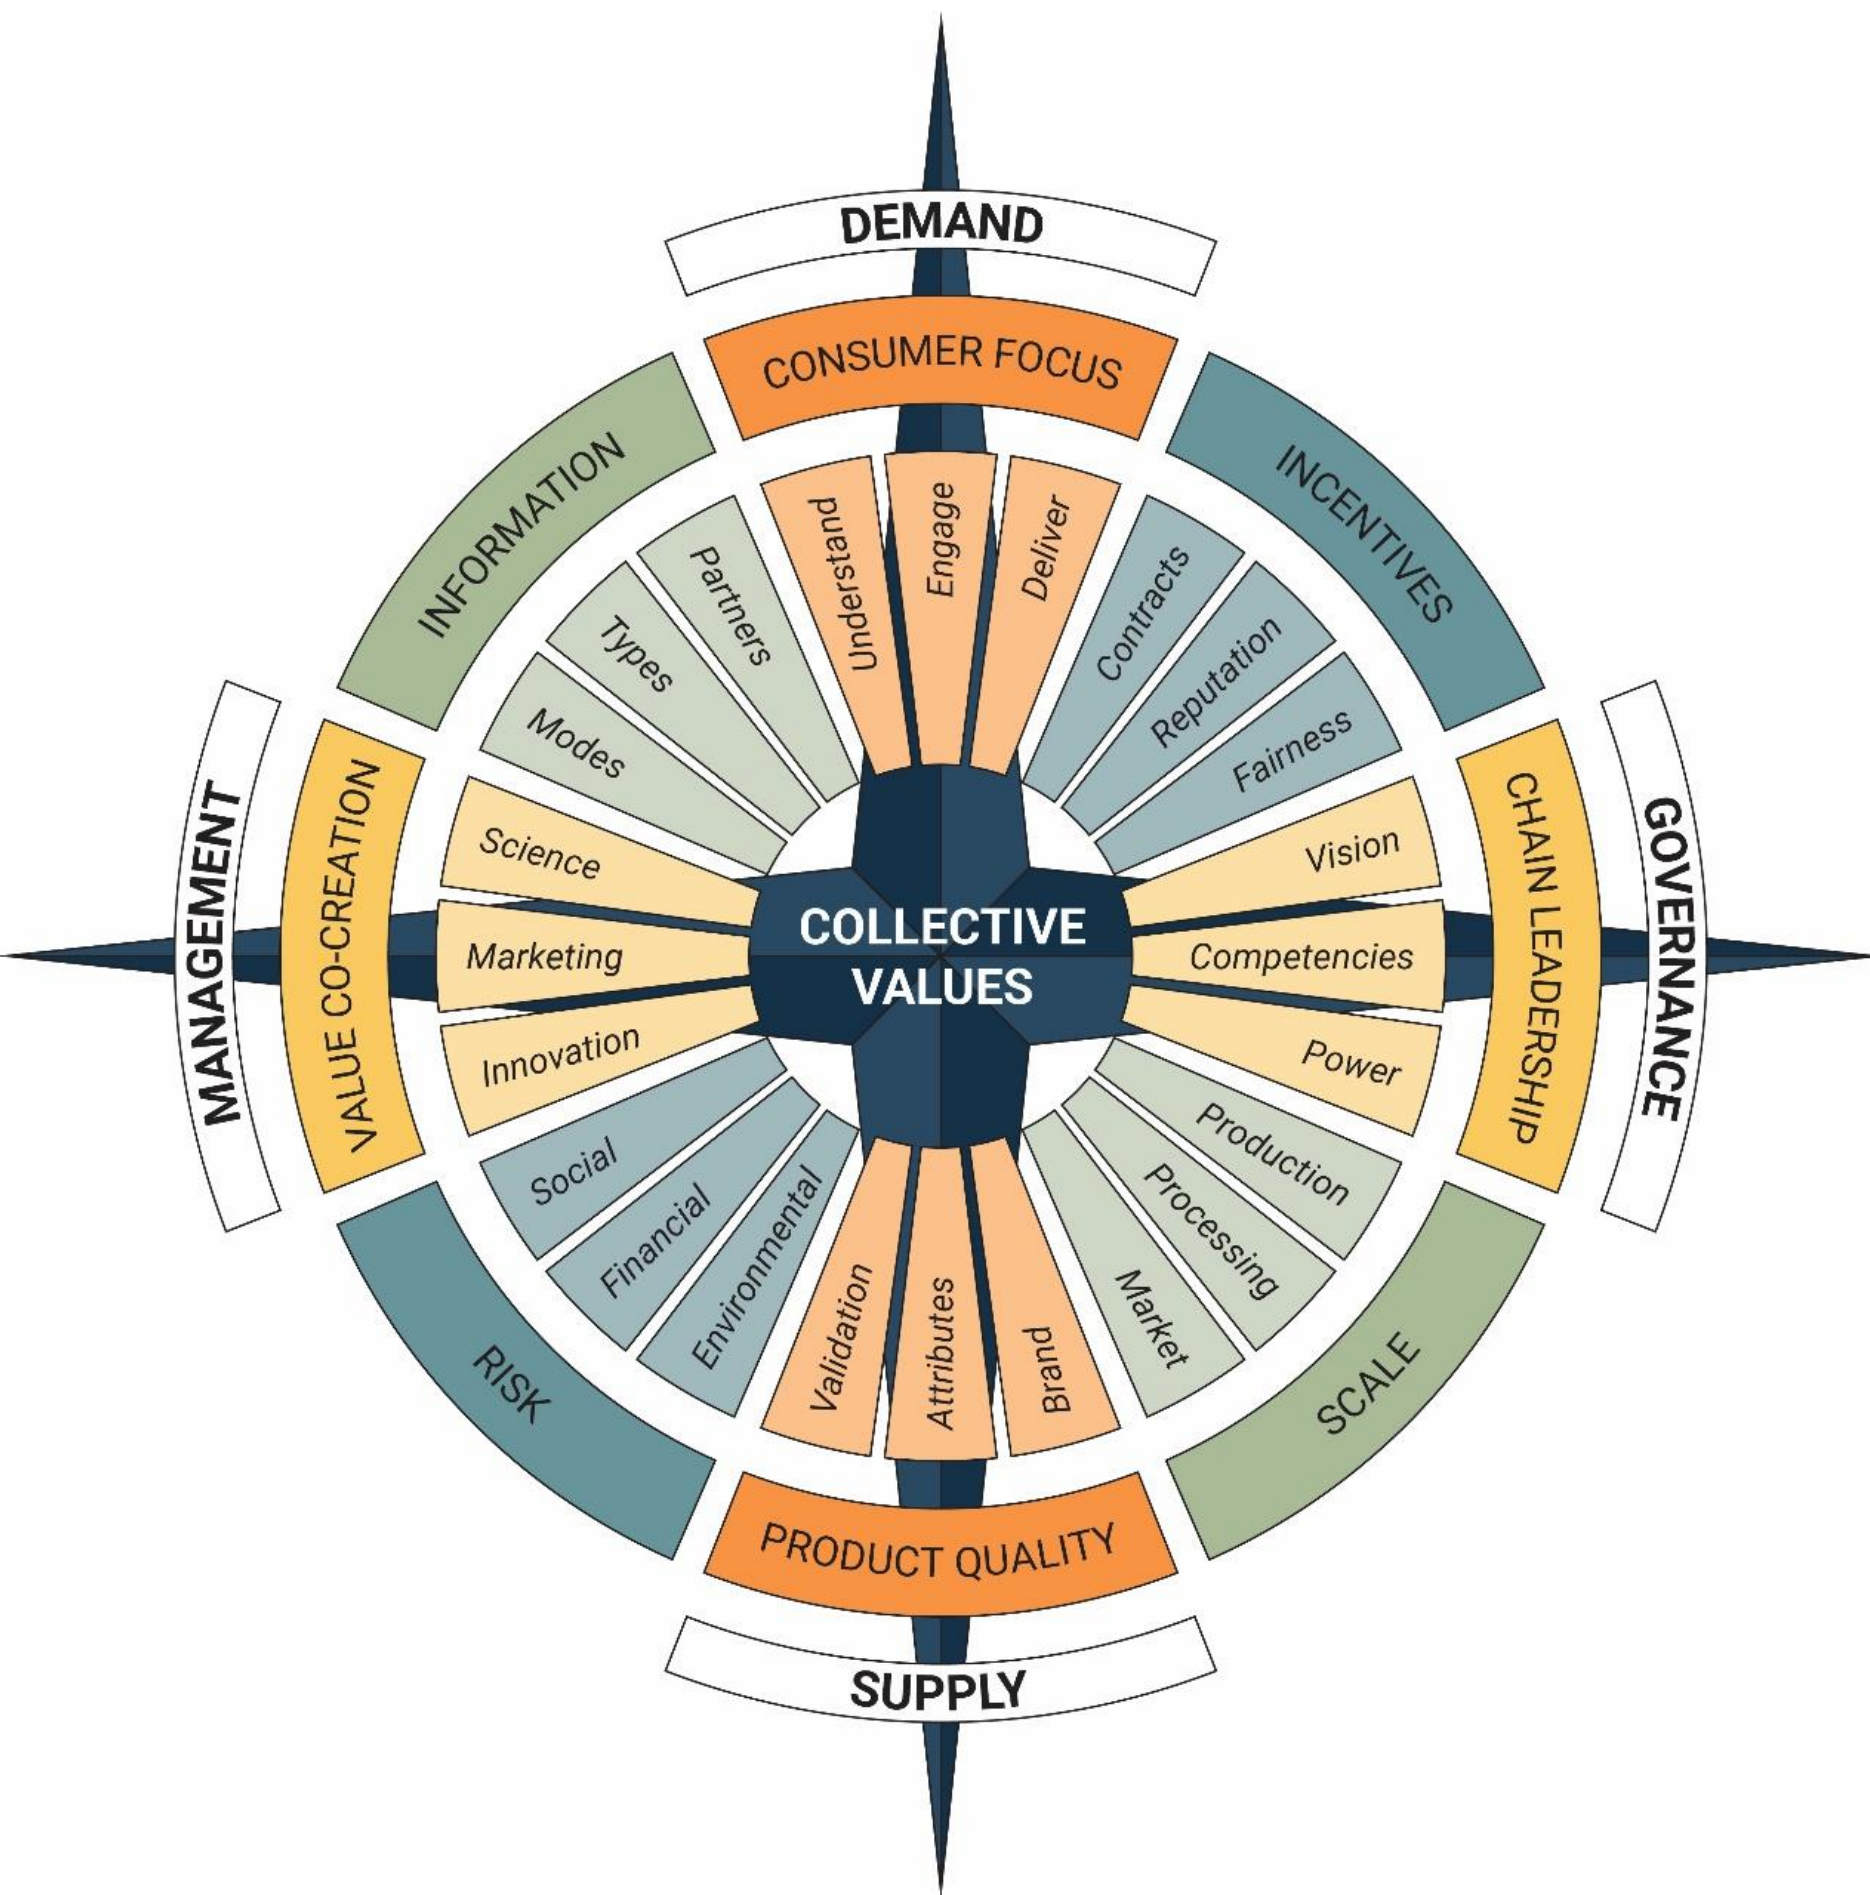 DEMAND
CONSUMER FOCUS
Understand
Engage
Deliver
INCENTIVES
Contracts
Reputation
Fairness
GOVERNANCE
CHAIN LEADERSHIP
Vision
Competencies
Power
SCALE
Production
Processing
Market
SUPPLY
PRODUCT QUALITY
Brand
Attributes
Validation
RISK
Environmental
Financial
Social
MANAGEMENT
VALUE CO-CREATION
Innovation
Marketing
Science
INFORMATION
Modes
Types
Partners
COLLECTIVE
VALUES